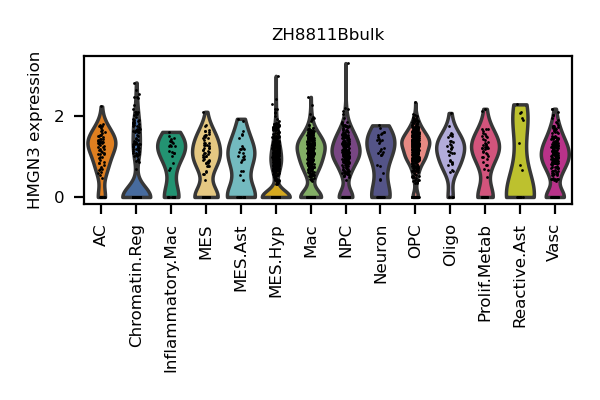 ZH8811Bbulk
HMGN3 expression
2
0
AC
Chromatin.Reg
Inflammatory.Mac
MES
MES.Ast
MES.Hyp
Mac
NPC
Neuron
OPC
Oligo
Prolif.Metab
Reactive.Ast
Vasc